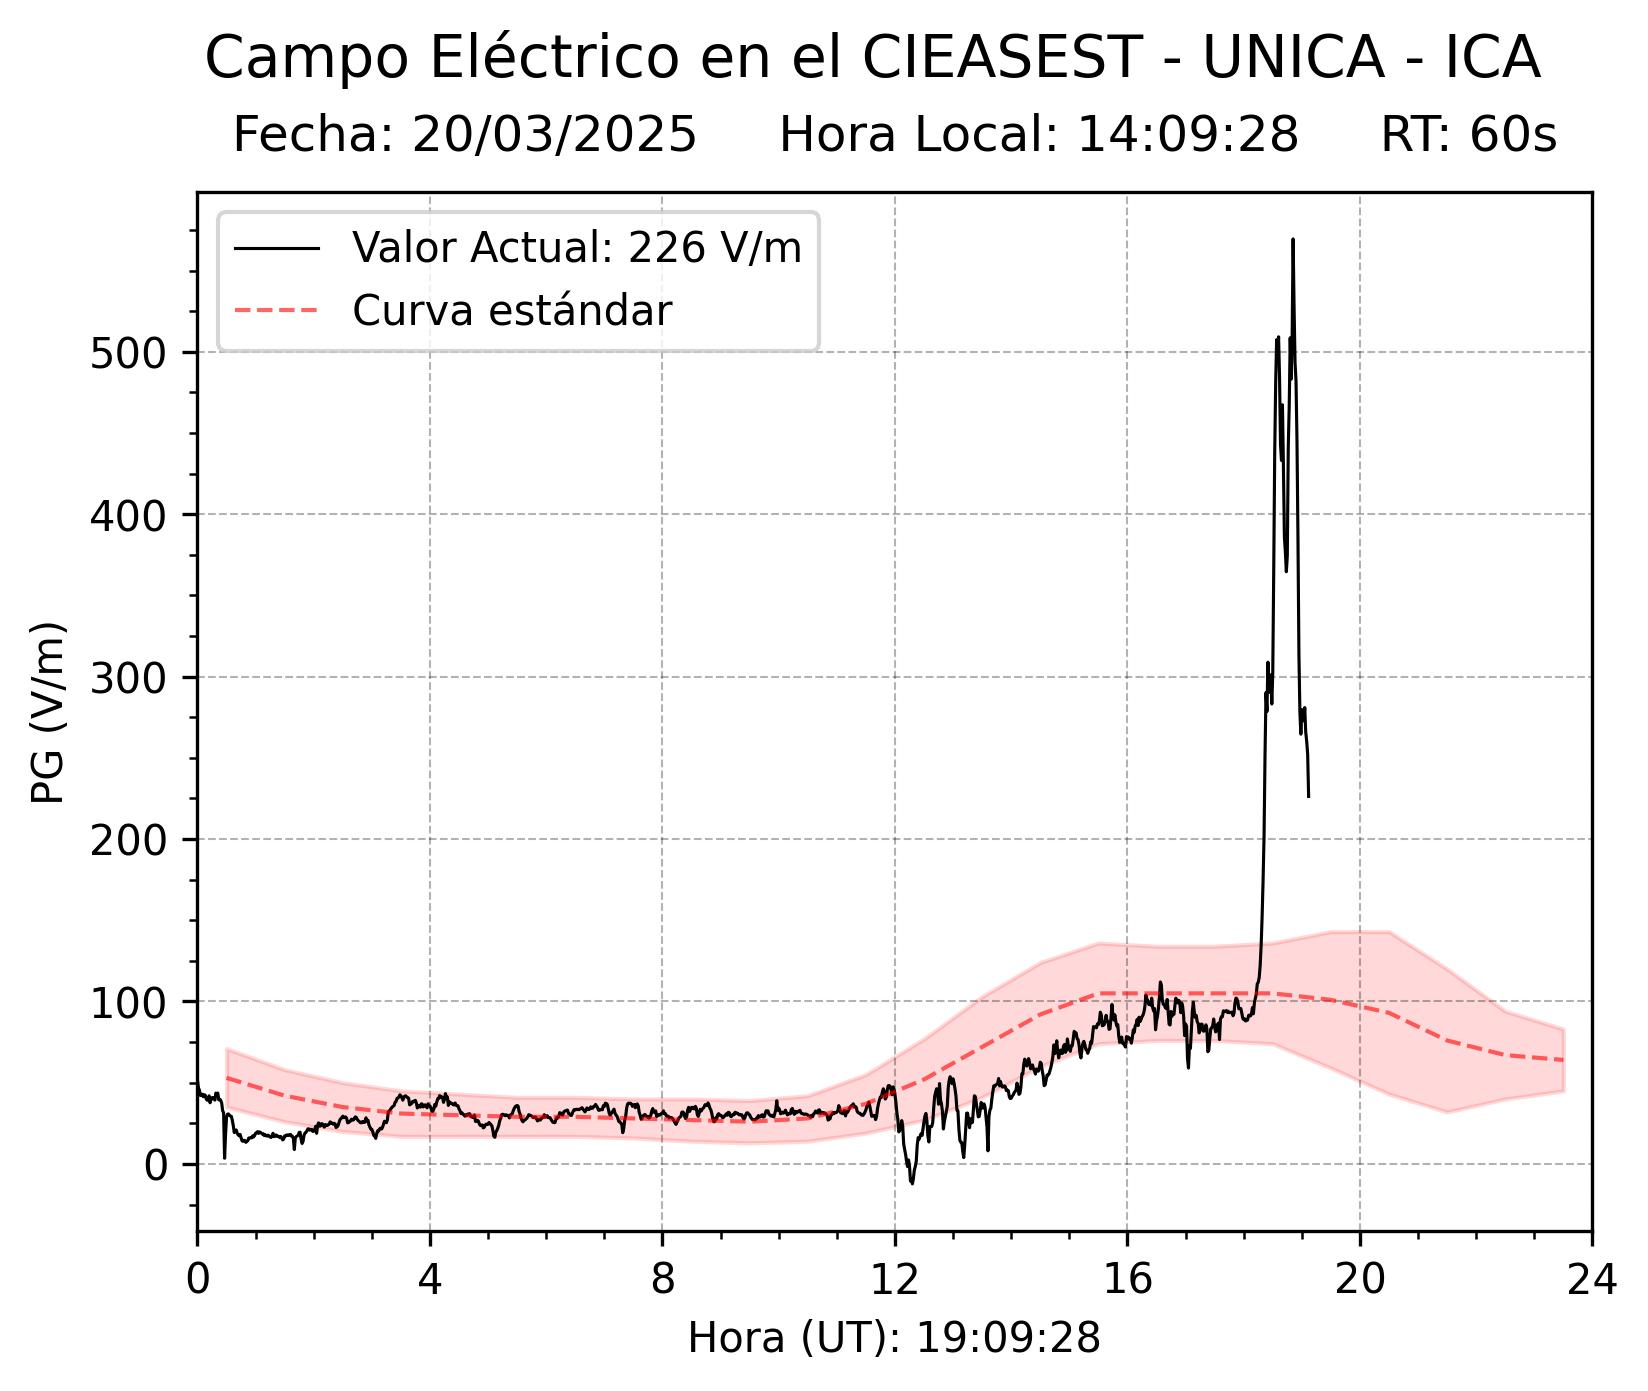 Campo Eléctrico en el CIEASEST - UNICA - ICA
Fecha: 20/03/2025 Hora Local: 14:09:28 RT: 60s
Valor Actual: 226 V/m
Curva estándar
500
400
300
200
100
0
PG (V/m)
0 4 8 12 16 20 24
Hora (UT): 19:09:28